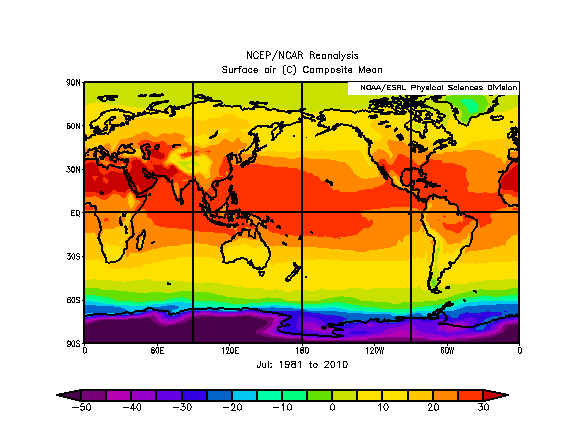 NCEP/NCAR Reanalysis
Surface air (C) Composite Mean
NOAA/ESRL Physical Sciences Division
90N
60N
30N
EQ
30S
60S
90S
0 60E 120E 180 120W 60W 0
Jul: 1981 to 2010
-50 -40 -30 -20 -10 0 10 20 30